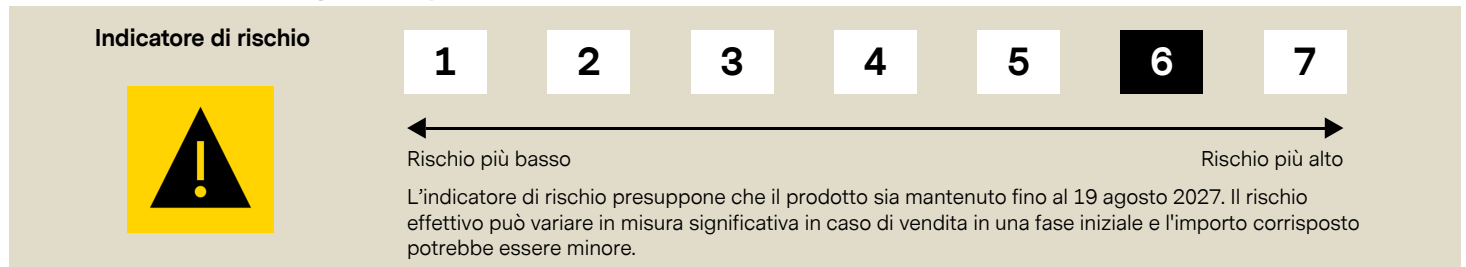 Indicatore di rischio
1 2 3 4 5 6 7
Rischio più basso Rischio più alto
L'indicatore di rischio presuppone che il prodotto sia mantenuto fino al 19 agosto 2027. Il rischio
effettivo può variare in misura significativa in caso di vendita in una fase iniziale e l'importo corrisposto
potrebbe essere minore.